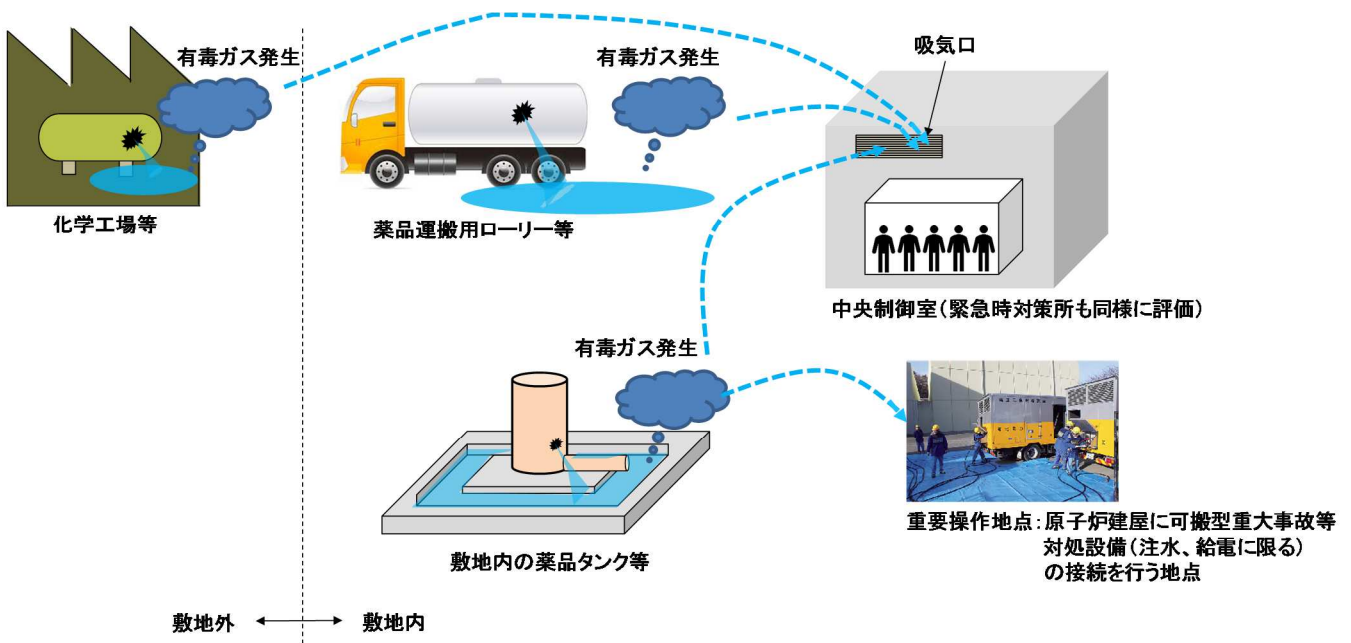 有毒ガス発生
有毒ガス発生
吸気口
化学工場等
薬品運搬用ローリー等
中央制御室(緊急時対策所も同様に評価)
有毒ガス発生
敷地内の薬品タンク等
重要操作地点:原子炉建屋に可搬型重大事故等
対処設備(注水、給電に限る)
の接続を行う地点
敷地外
敷地内